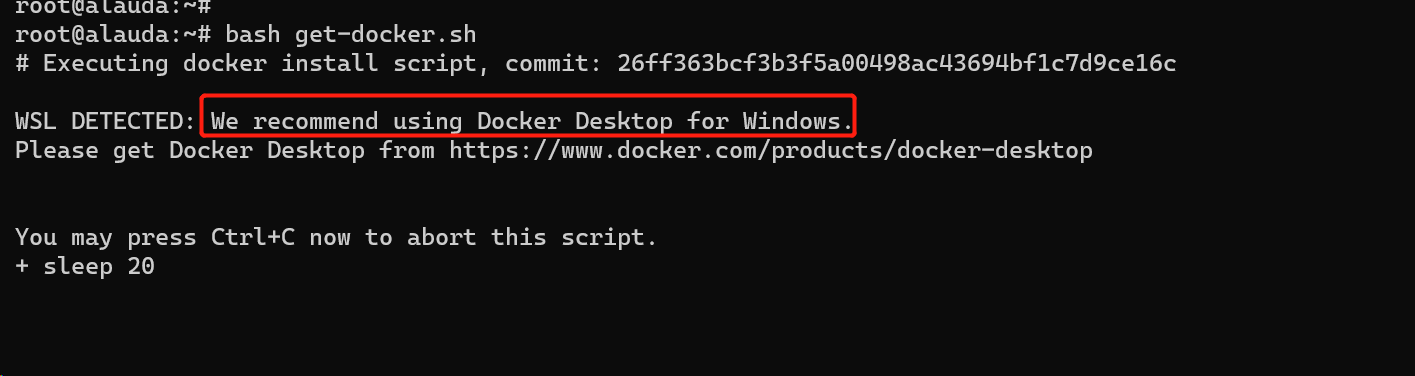 root@alauda:~#
root@alauda:~# bash get-docker.sh
# Executing docker install script, commit: 26ff363bcf3b3f5a00498ac43694bf1c7d9ce16c
WSL DETECTED: We recommend using Docker Desktop for Windows.
Please get Docker Desktop from https://www.docker.com/products/docker-desktop
You may press Ctrl+C now to abort this script.
+ sleep 20